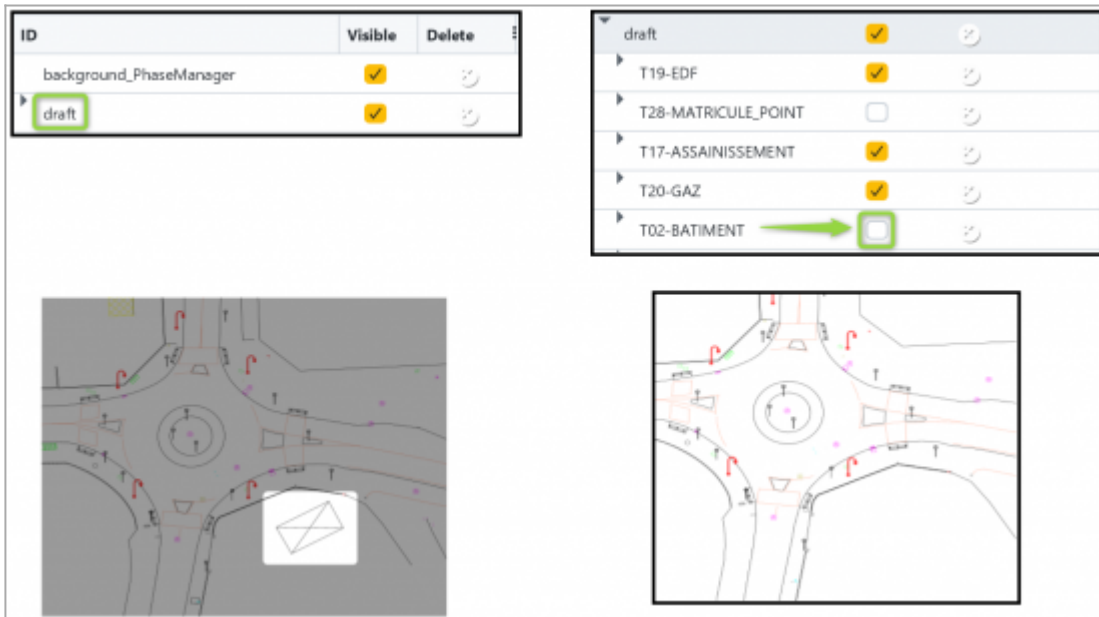 ID Visible Delete
background_PhaseManager
draft
draft
T19-EDF
T28-MATRICULE_POINT
T17-ASSAINISSEMENT
T20-GAZ
T02-BATIMENT